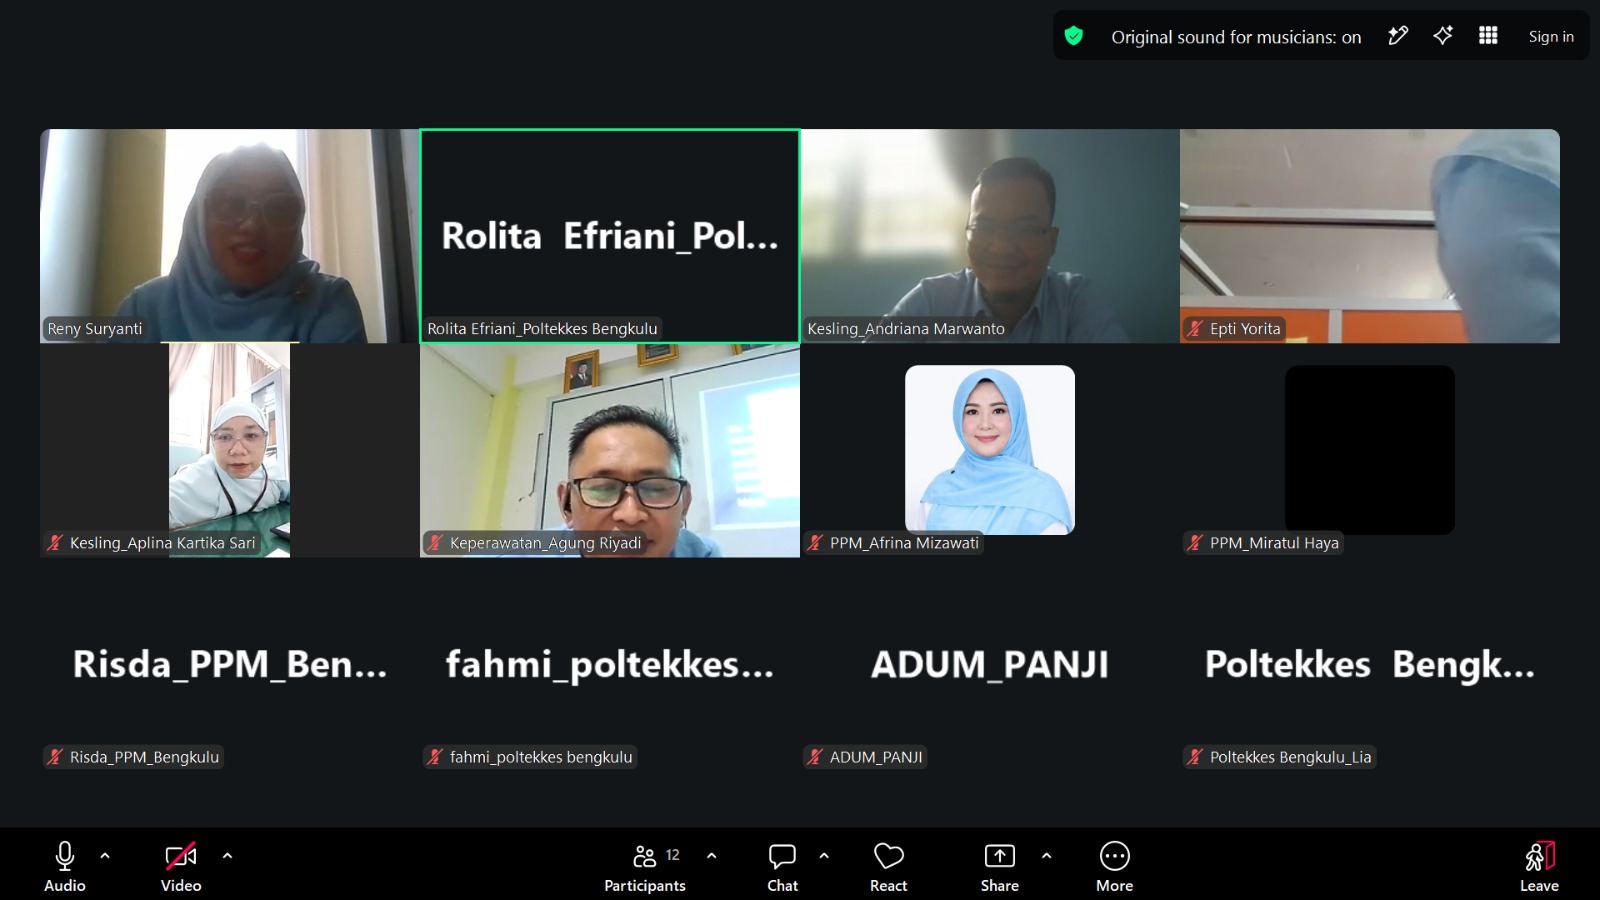 Original sound for musicians: on
Sign in
Rolita Efriani_Pol...
Reny Suryanti
Rolita Efriani_Poltekkes Bengkulu
Kesling_Andriana Marwanto
Epti Yorita
Kesling_Aplina Kartika Sari
Keperawatan_Agung Riyadi
PPM_Afrina Mizawati
PPM_Miratul Haya
Risda_PPM_Ben...
fahmi_poltekkes...
ADUM_PANJI
Poltekkes Bengk...
Risda_PPM_Bengkulu
fahmi_poltekkes bengkulu
ADUM_PANJI
Poltekkes Bengkulu_Lia
12
Audio
Video
Participants
Chat
React
Share
More
Leave